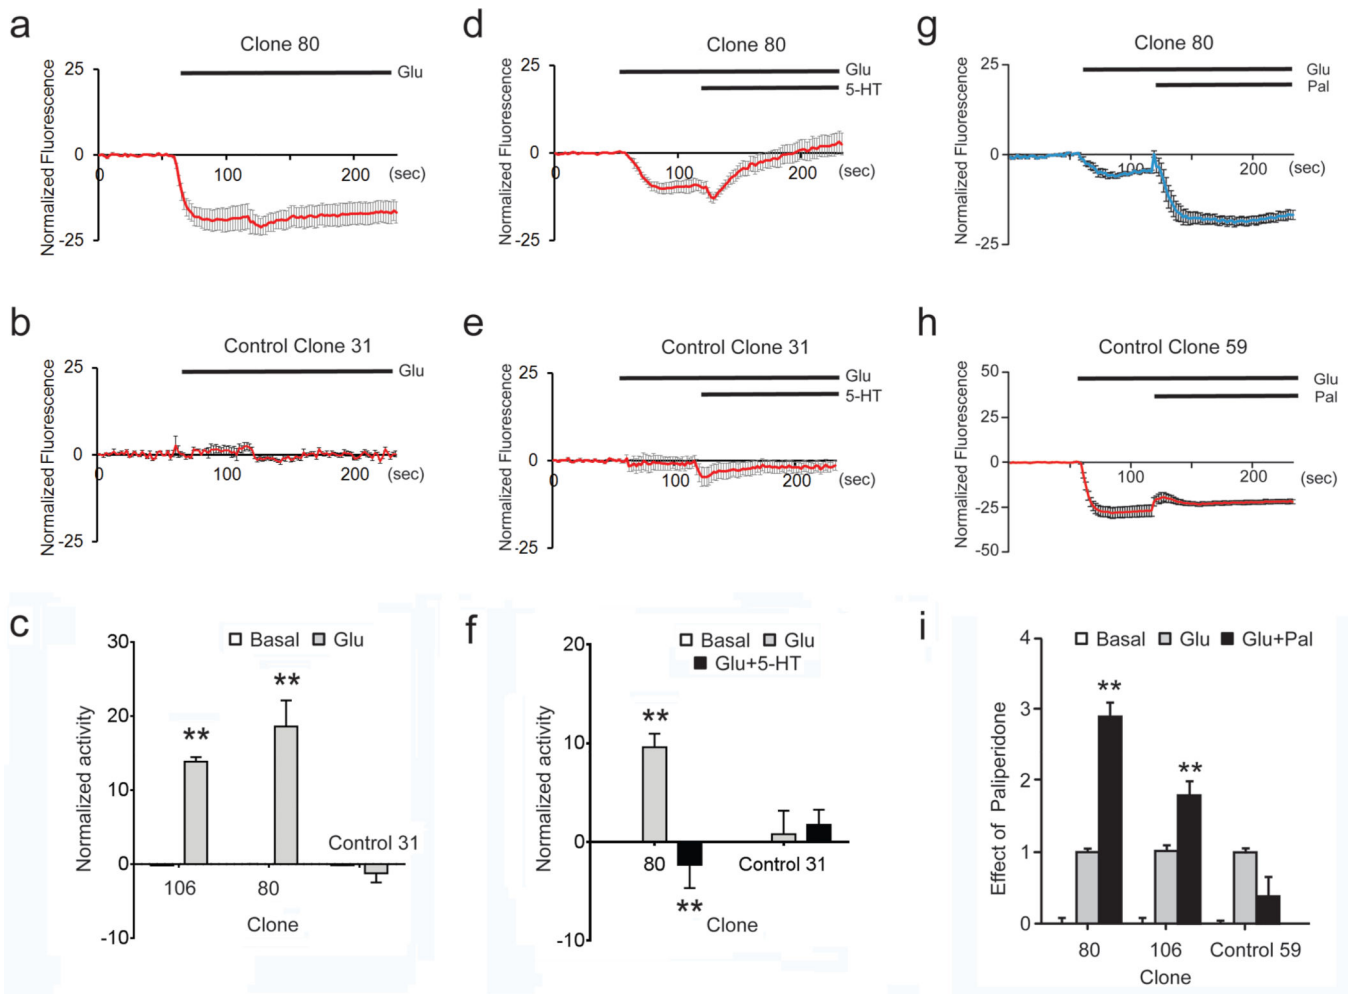 a
Clone 80
Normalized Fluorescence
25
0
-25
100
200
(sec)
Glu
b
Control Clone 31
Normalized Fluorescence
25
0
-25
0
100
200
(sec)
Glu
c
Basal
Glu
Normalized activity
30
20
10
0
-10
**
**
106
80
Control 31
Clone
d
Clone 80
Normalized Fluorescence
25
0
-25
0
100
200
(sec)
Glu
5-HT
e
Control Clone 31
Normalized Fluorescence
25
0
-25
0
100
200
(sec)
Glu
5-HT
f
Basal
Glu
Glu+5-HT
Normalized activity
20
10
0
-10
**
**
80
Control 31
Clone
g
Clone 80
Normalized Fluorescence
25
0
-25
100
200
(sec)
Glu
Pal
h
Control Clone 59
Normalized Fluorescence
50
25
0
-25
-50
100
200
(sec)
Glu
Pal
i
Basal
Glu
Glu+Pal
Effect of Paliperidone
4
3
2
1
0
**
**
80
106
Control 59
Clone